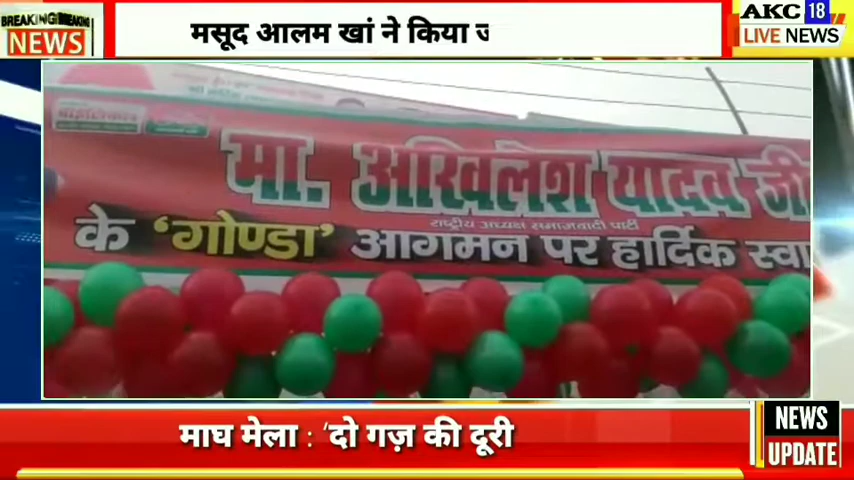 BREAKING BREAKING
NEWS
मसूद आलम खां ने किया ज
AKC 18
LIVE NEWS
मा. अखिलेश यादव जी
राष्ट्रीय अध्यक्ष समाजवादी पार्टी
के 'गोण्डा' आगमन पर हार्दिक स्वा
माघ मेला : 'दो गज़ की दूरी
NEWS
UPDATE